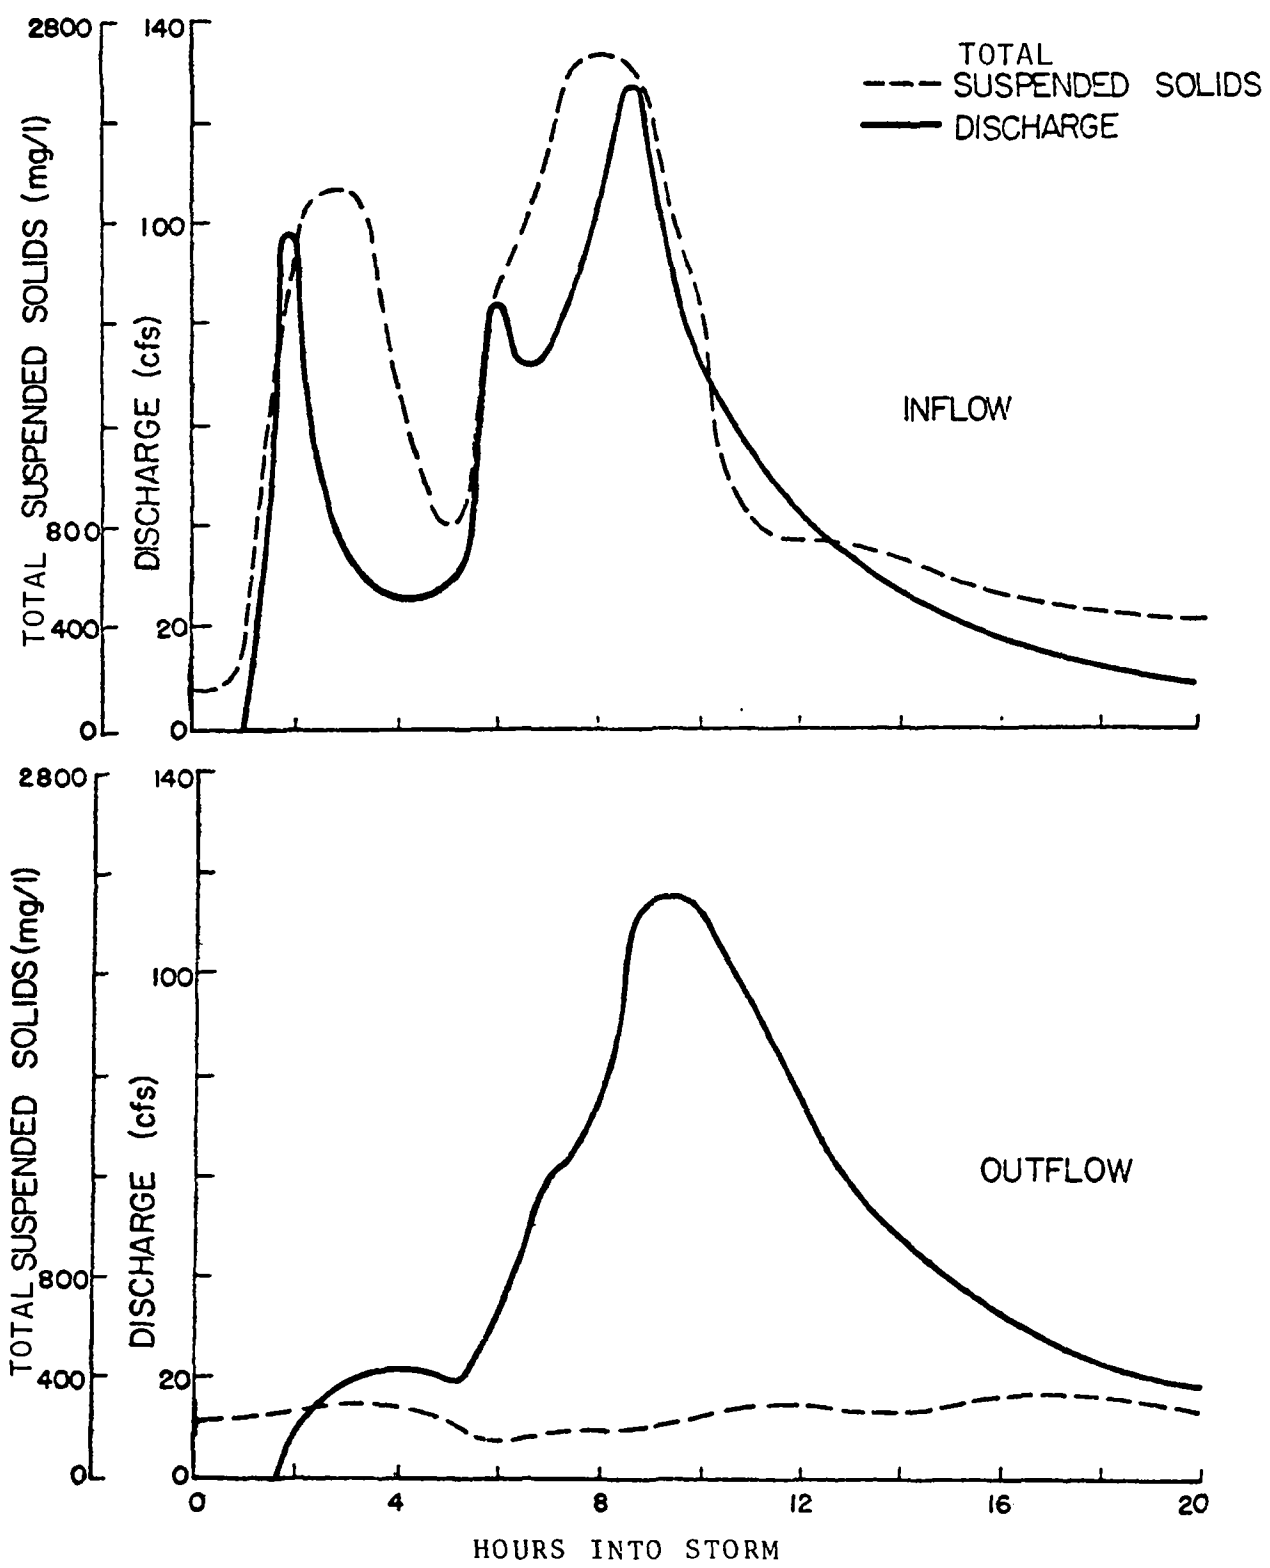 TOTAL
SUSPENDED SOLIDS
DISCHARGE
TOTAL SUSPENDED SOLIDS (mg/l)
2800
800
400
0
DISCHARGE (cfs)
140
100
20
0
INFLOW
TOTAL SUSPENDED SOLIDS (mg/l)
2800
800
400
0
DISCHARGE (cfs)
140
100
20
0
OUTFLOW
0 4 8 12 16 20
HOURS INTO STORM